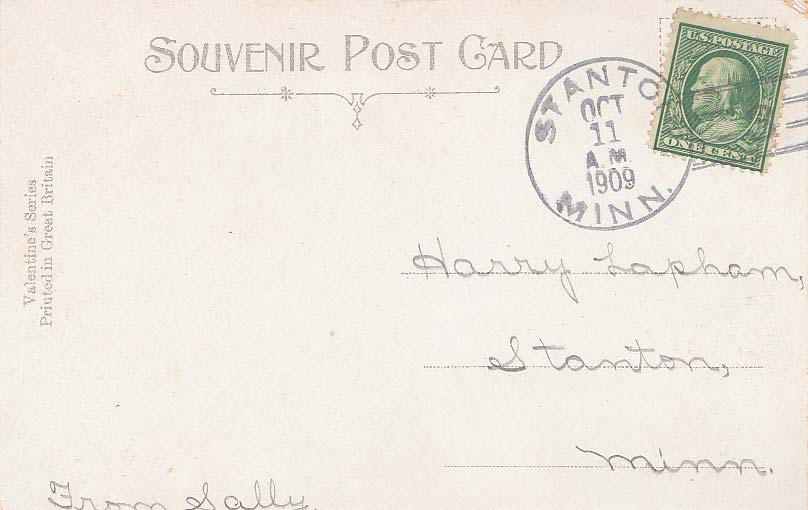 SOUVENIR POST CARD
U.S. POSTAGE
ONE CENT
STANTO
OCT
11
A.M.
1909
MINN.
Valentine's Series
Printed in Great Britain
Harry Lapham,
Stanton,
Minn.
From Sally.